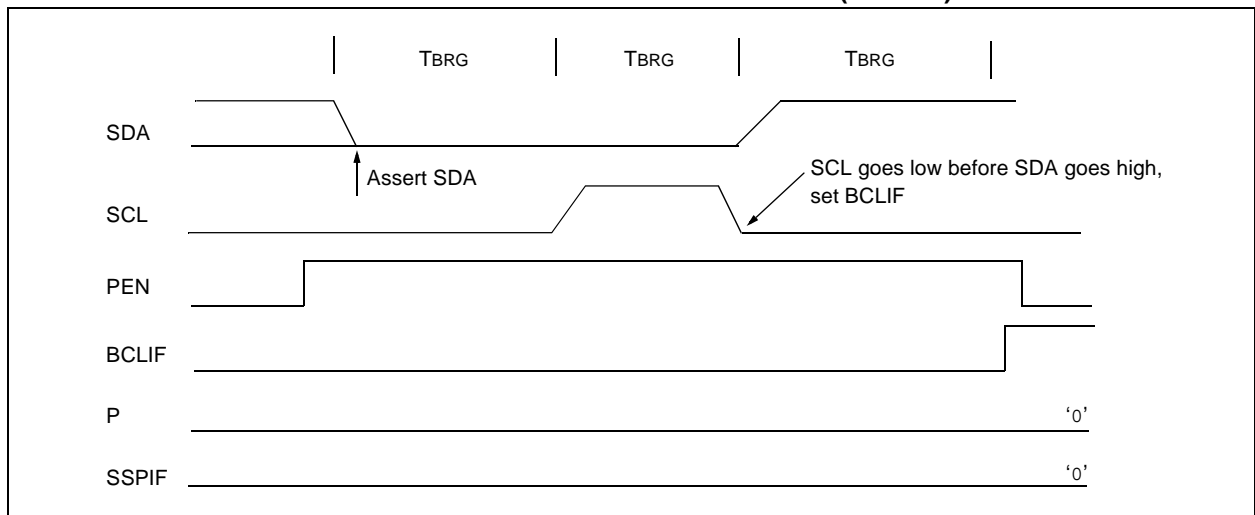 TBRG TBRG TBRG
SDA
Assert SDA
SCL goes low before SDA goes high,
set BCLIF
SCL
PEN
BCLIF
P ‘0’
SSPIF ‘0’